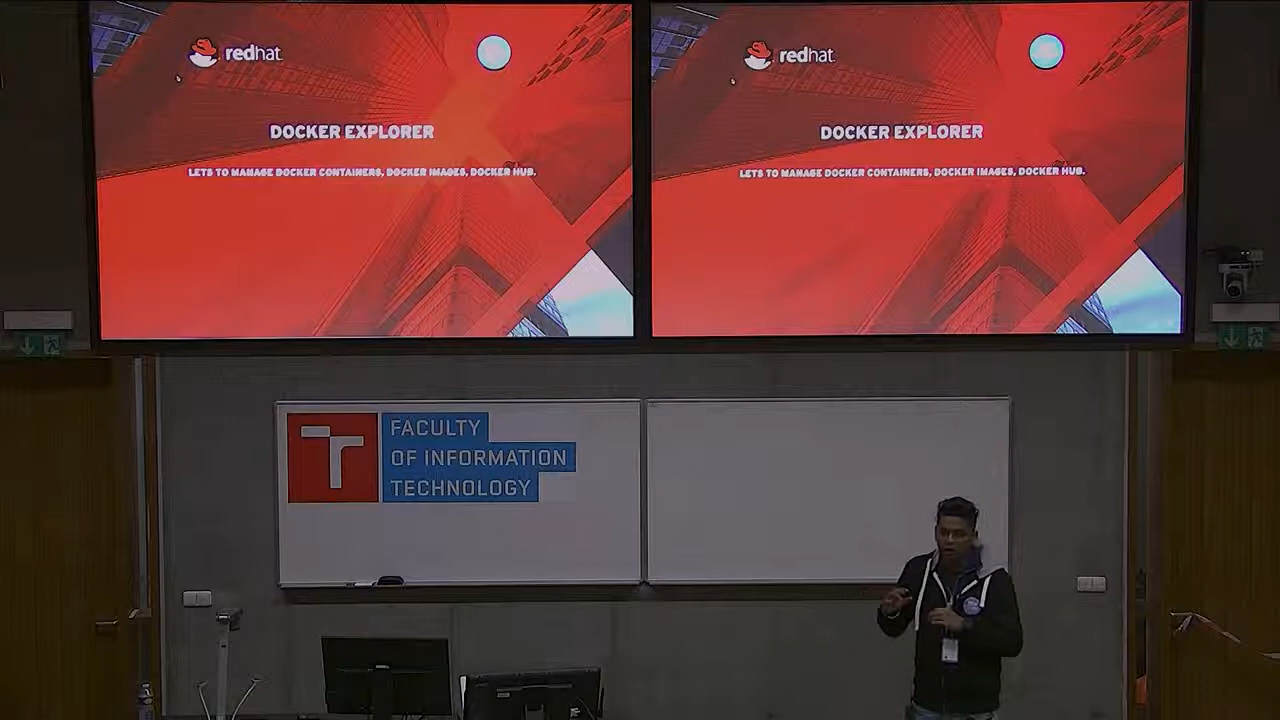 redhat
DOCKER EXPLORER
LETS TO MANAGE DOCKER CONTAINERS, DOCKER IMAGES, DOCKER HUB.
redhat
DOCKER EXPLORER
LETS TO MANAGE DOCKER CONTAINERS, DOCKER IMAGES, DOCKER HUB.
FACULTY
OF INFORMATION
TECHNOLOGY